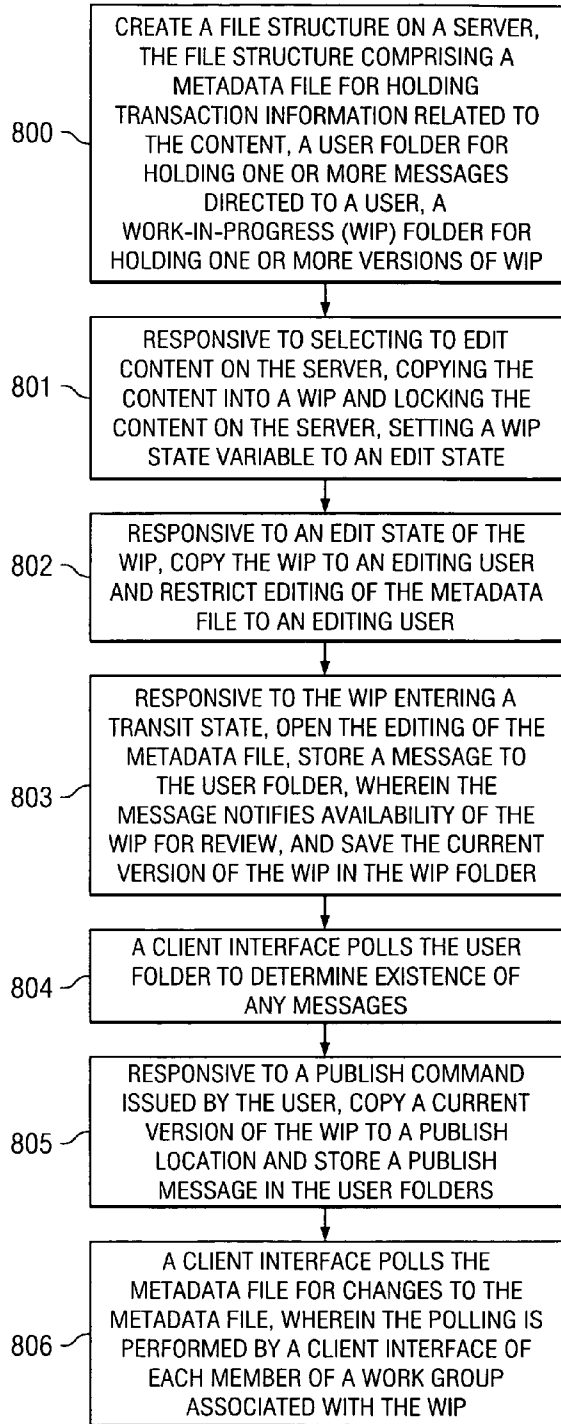 CREATE A FILE STRUCTURE ON A SERVER,
THE FILE STRUCTURE COMPRISING A
METADATA FILE FOR HOLDING
TRANSACTION INFORMATION RELATED TO
800
THE CONTENT, A USER FOLDER FOR
HOLDING ONE OR MORE MESSAGES
DIRECTED TO A USER, A
WORK-IN-PROGRESS (WIP) FOLDER FOR
HOLDING ONE OR MORE VERSIONS OF WIP
RESPONSIVE TO SELECTING TO EDIT
801
CONTENT ON THE SERVER, COPYING THE
CONTENT INTO A WIP AND LOCKING THE
CONTENT ON THE SERVER, SETTING A WIP
STATE VARIABLE TO AN EDIT STATE
RESPONSIVE TO AN EDIT STATE OF THE
802
WIP, COPY THE WIP TO AN EDITING USER
AND RESTRICT EDITING OF THE METADATA
FILE TO AN EDITING USER
RESPONSIVE TO THE WIP ENTERING A
TRANSIT STATE, OPEN THE EDITING OF THE
METADATA FILE, STORE A MESSAGE TO
803
THE USER FOLDER, WHEREIN THE
MESSAGE NOTIFIES AVAILABILITY OF THE
WIP FOR REVIEW, AND SAVE THE CURRENT
VERSION OF THE WIP IN THE WIP FOLDER
A CLIENT INTERFACE POLLS THE USER
804
FOLDER TO DETERMINE EXISTENCE OF
ANY MESSAGES
RESPONSIVE TO A PUBLISH COMMAND
805
ISSUED BY THE USER, COPY A CURRENT
VERSION OF THE WIP TO A PUBLISH
LOCATION AND STORE A PUBLISH
MESSAGE IN THE USER FOLDERS
A CLIENT INTERFACE POLLS THE
METADATA FILE FOR CHANGES TO THE
806
METADATA FILE, WHEREIN THE POLLING IS
PERFORMED BY A CLIENT INTERFACE OF
EACH MEMBER OF A WORK GROUP
ASSOCIATED WITH THE WIP